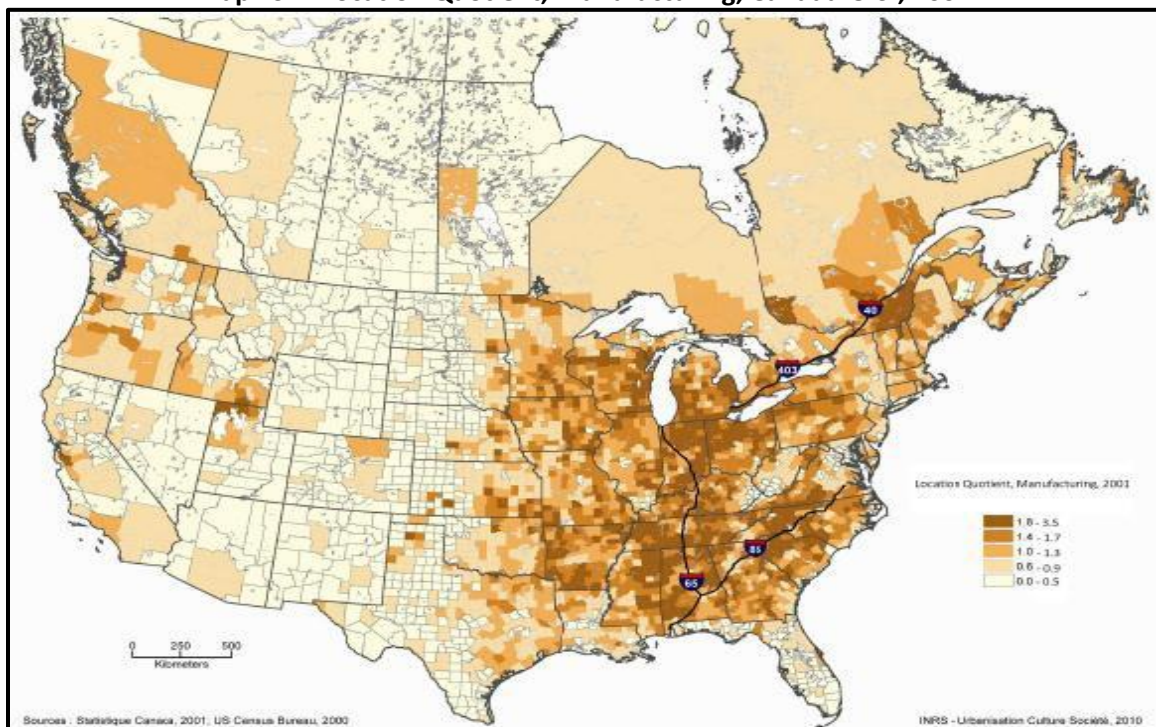 40
403
Location Quotient, Manufacturing, 2001
1.8 - 3.5
1.4 - 1.7
1.0 - 1.3
0.6 - 0.9
0.0 - 0.5
85
65
0 250 500
Kilometers
Sources : Statistique Canaca, 2001, US Census Bureau, 2000
INRS - Urbanisation Culture Société, 2010